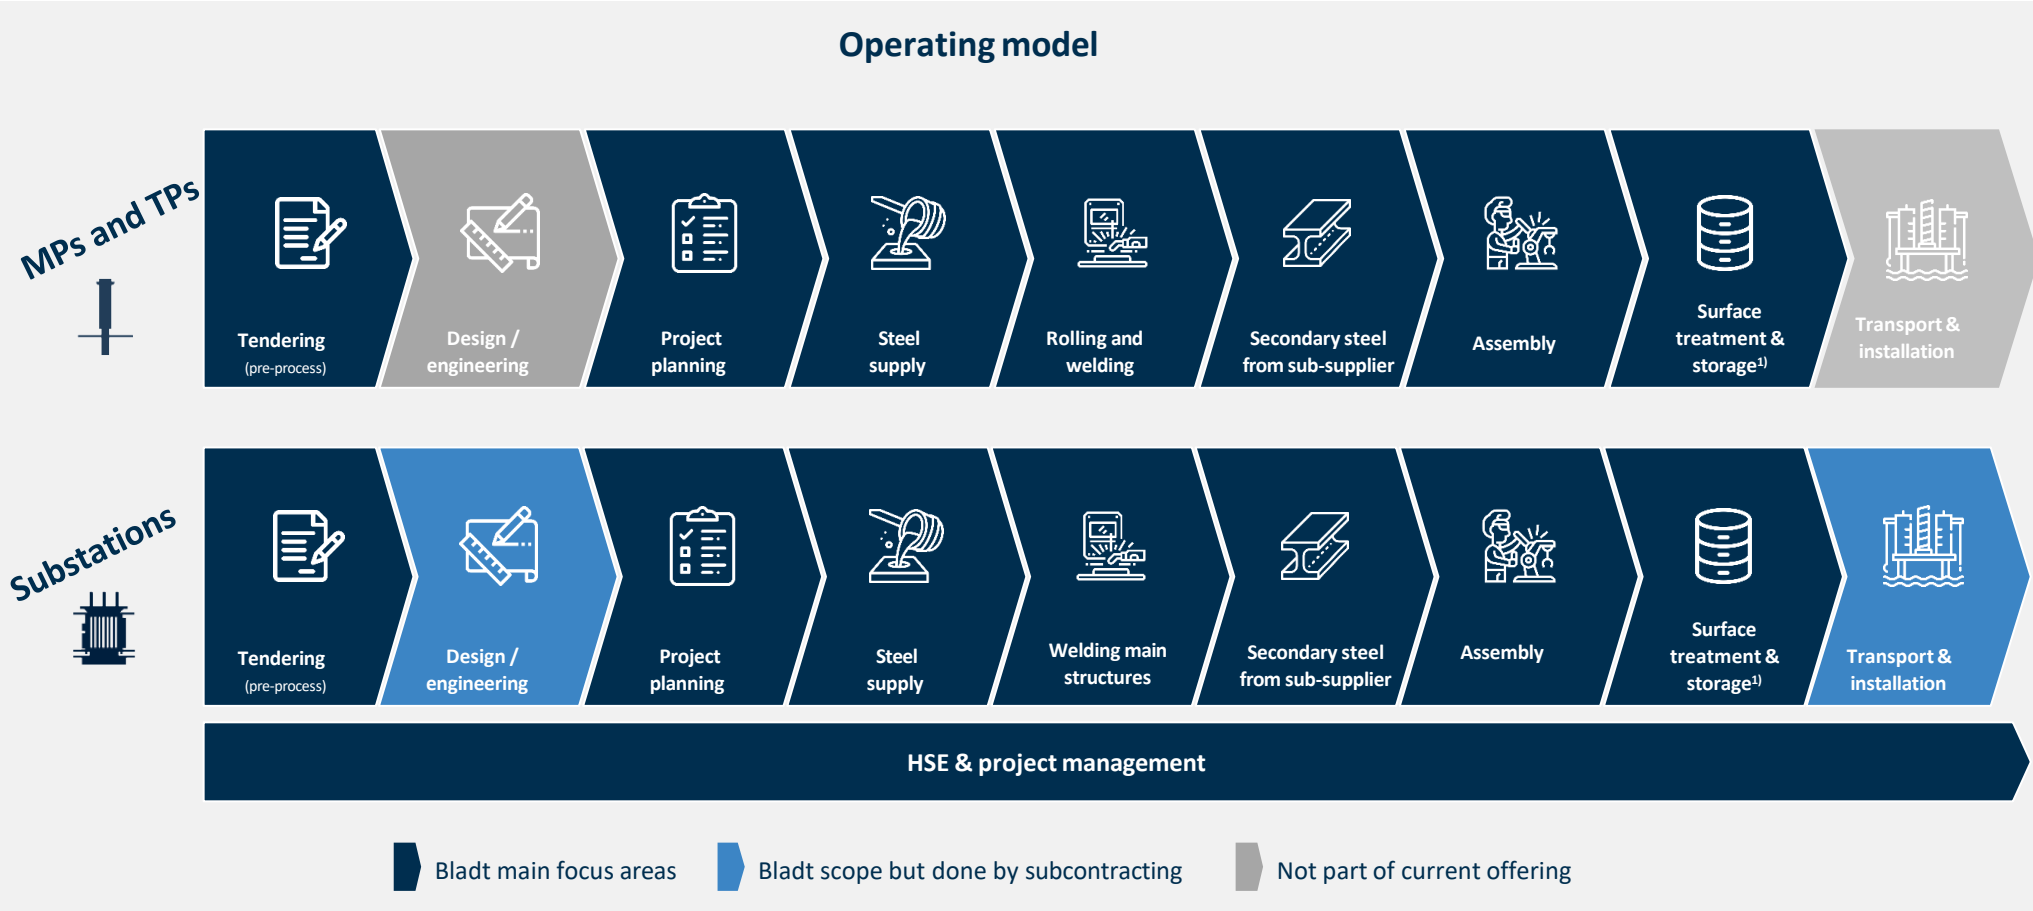 Operating model
MPs and TPs
Tendering
(pre-process)
Design /
engineering
Project
planning
Steel
supply
Rolling and
welding
Secondary steel
from sub-supplier
Assembly
Surface
treatment &
storage1)
Transport &
installation
Substations
Tendering
(pre-process)
Design /
engineering
Project
planning
Steel
supply
Welding main
structures
Secondary steel
from sub-supplier
Assembly
Surface
treatment &
storage1)
Transport &
installation
HSE & project management
Bladt main focus areas
Bladt scope but done by subcontracting
Not part of current offering